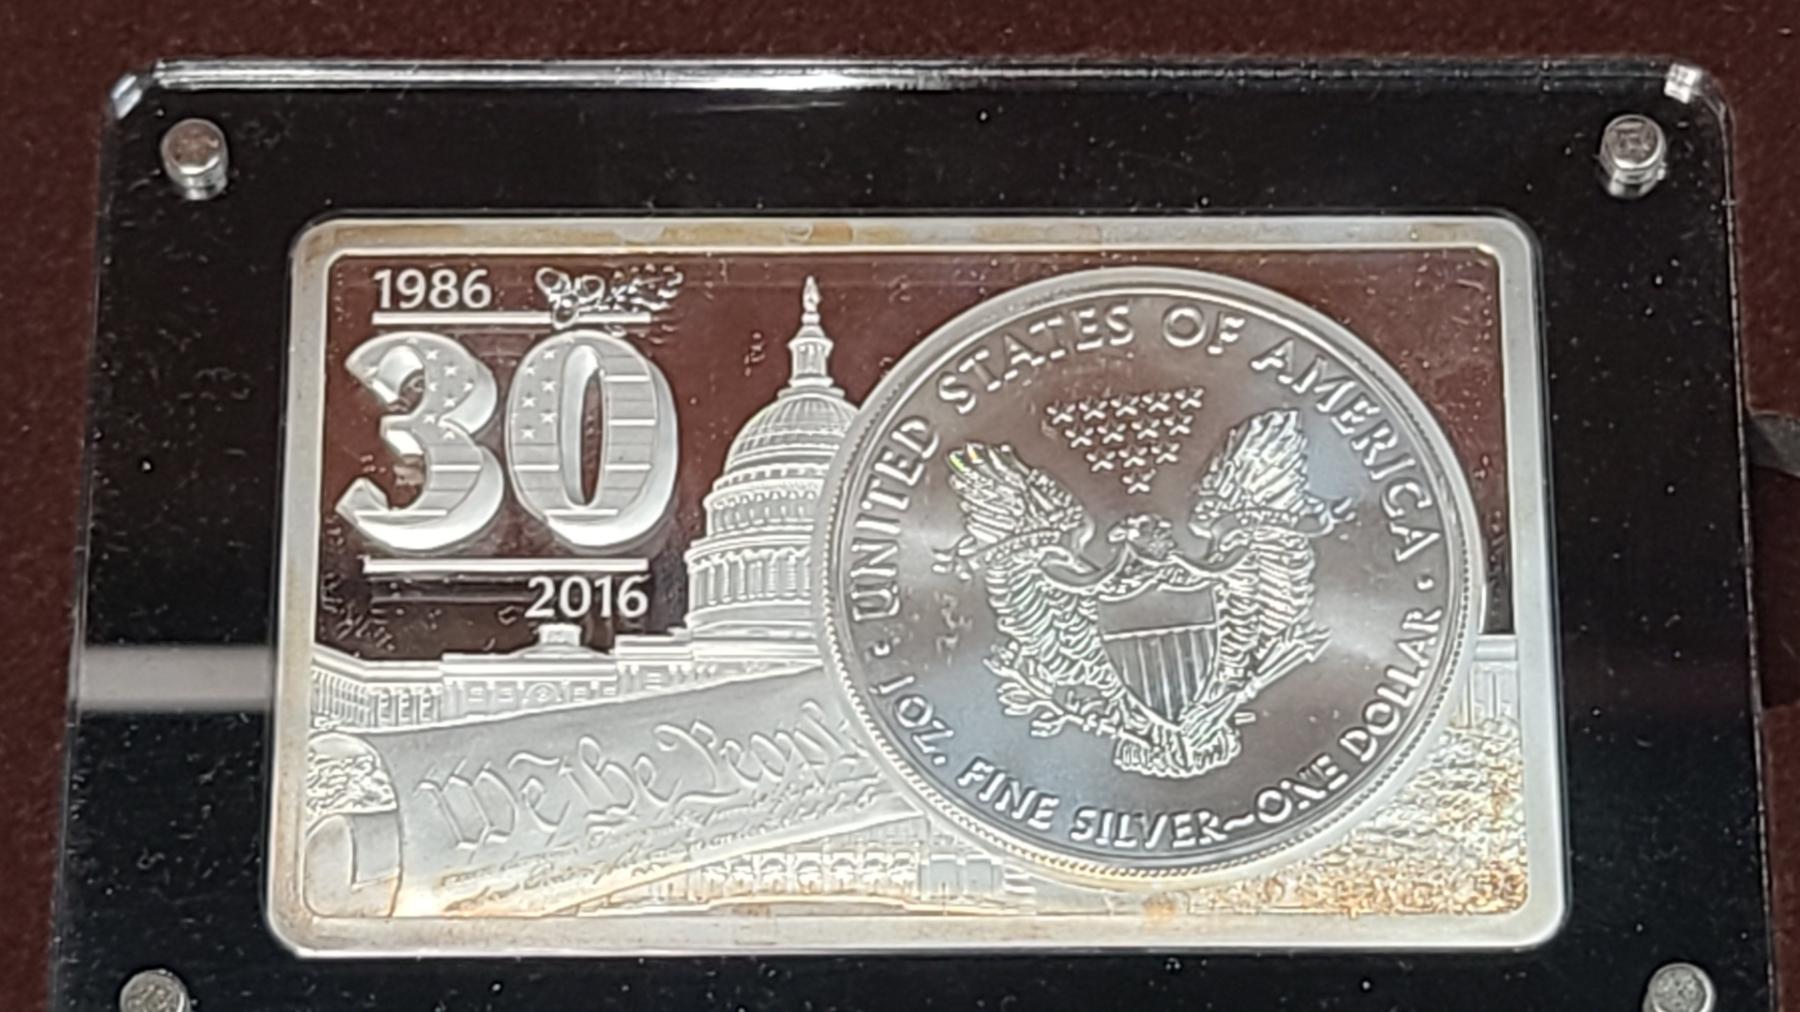 1986
30
2016
We the People
UNITED STATES OF AMERICA
1 OZ. FINE SILVER~ONE DOLLAR